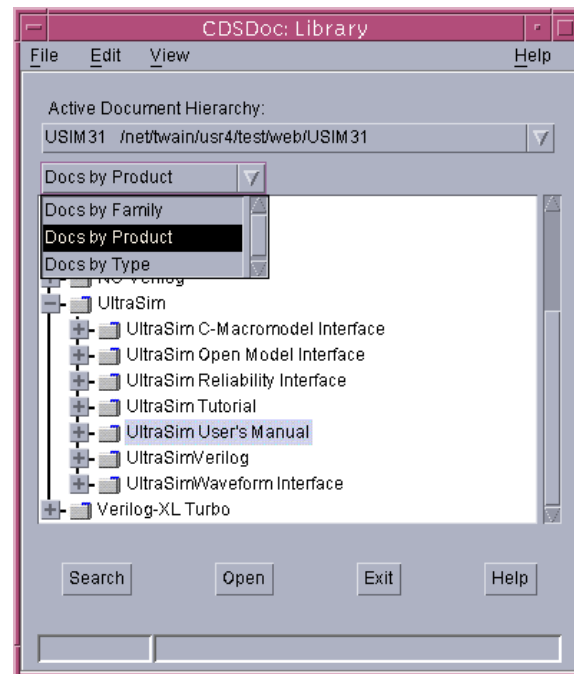 CDSDoc: Library
File Edit View Help
Active Document Hierarchy:
USIM31 /net/twain/usr4/test/web/USIM31
Docs by Product
Docs by Family
Docs by Product
Docs by Type
NC-Verilog
UltraSim
UltraSim C-Macromodel Interface
UltraSim Open Model Interface
UltraSim Reliability Interface
UltraSim Tutorial
UltraSim User's Manual
UltraSimVerilog
UltraSimWaveform Interface
Verilog-XL Turbo
Search Open Exit Help